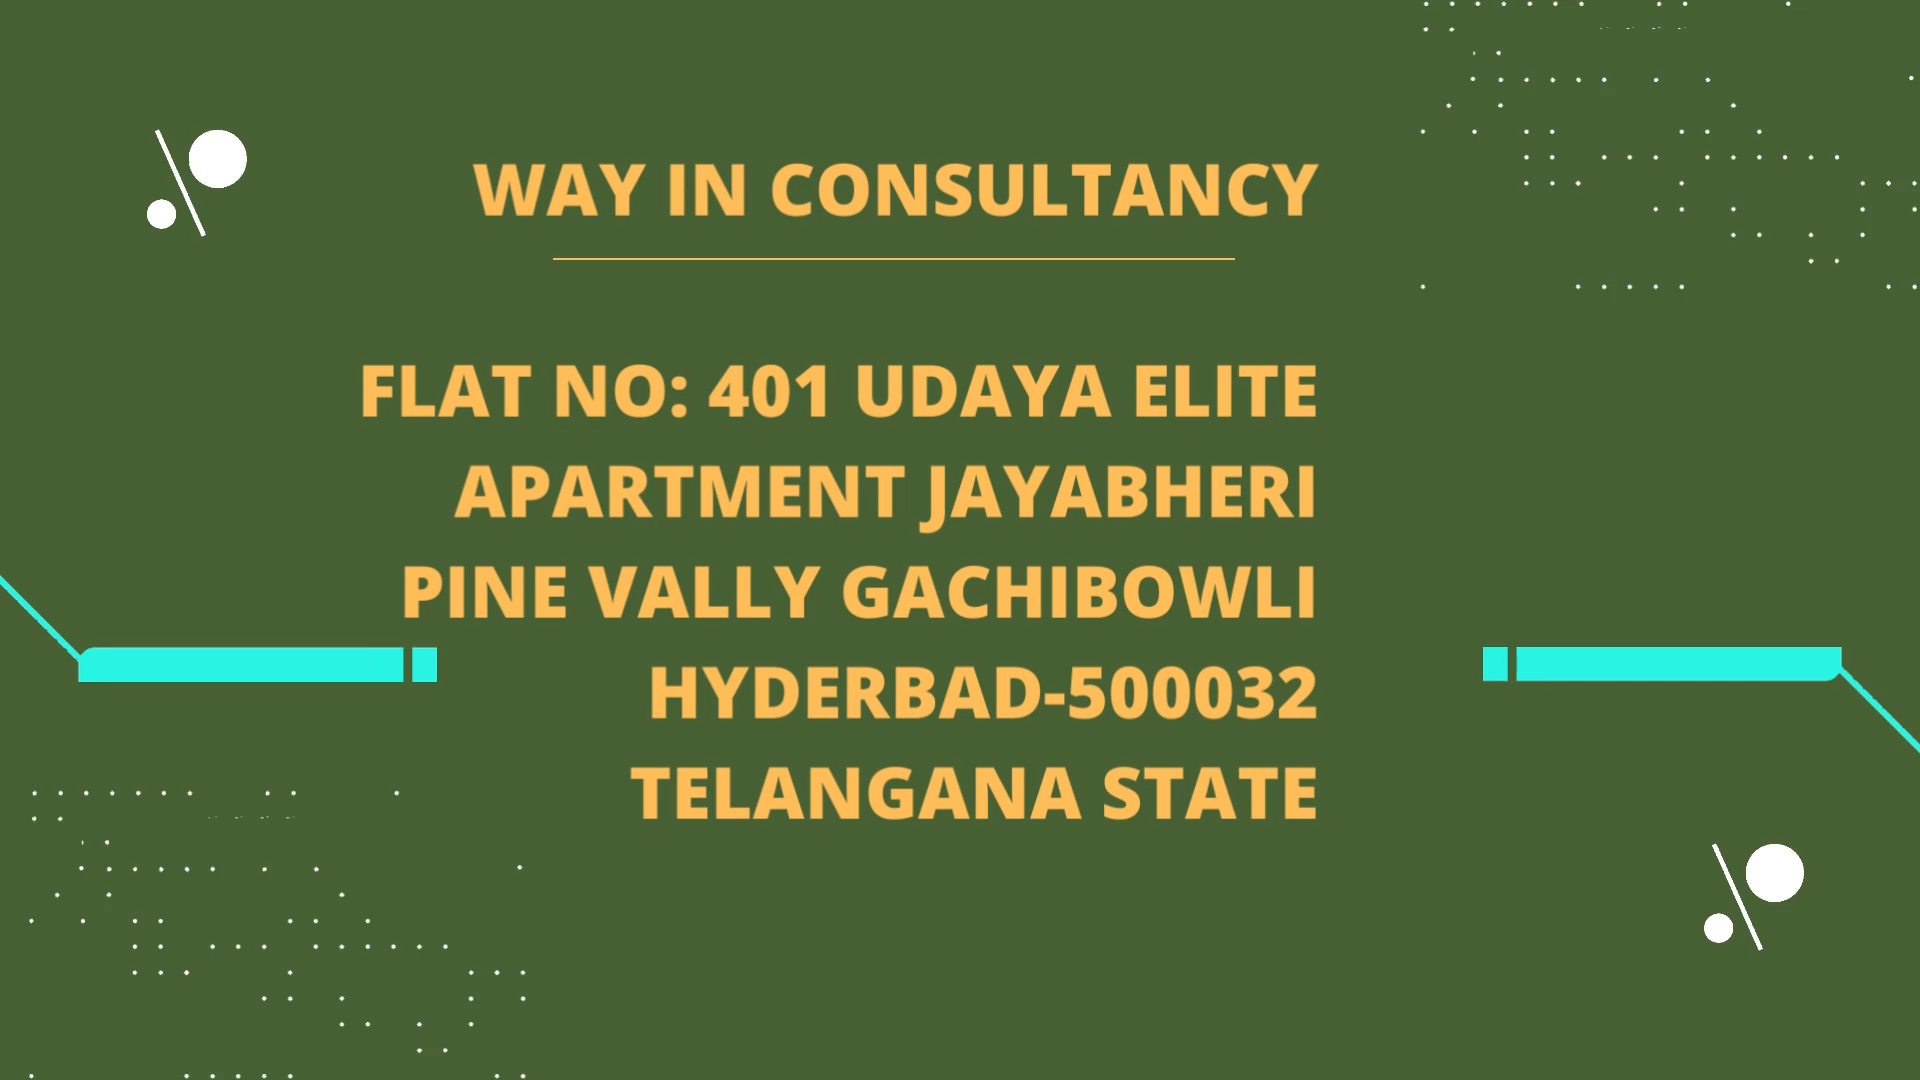 WAY IN CONSULTANCY
FLAT NO: 401 UDAYA ELITE
APARTMENT JAYABHERI
PINE VALLY GACHIBOWLI
HYDERBAD-500032
TELANGANA STATE